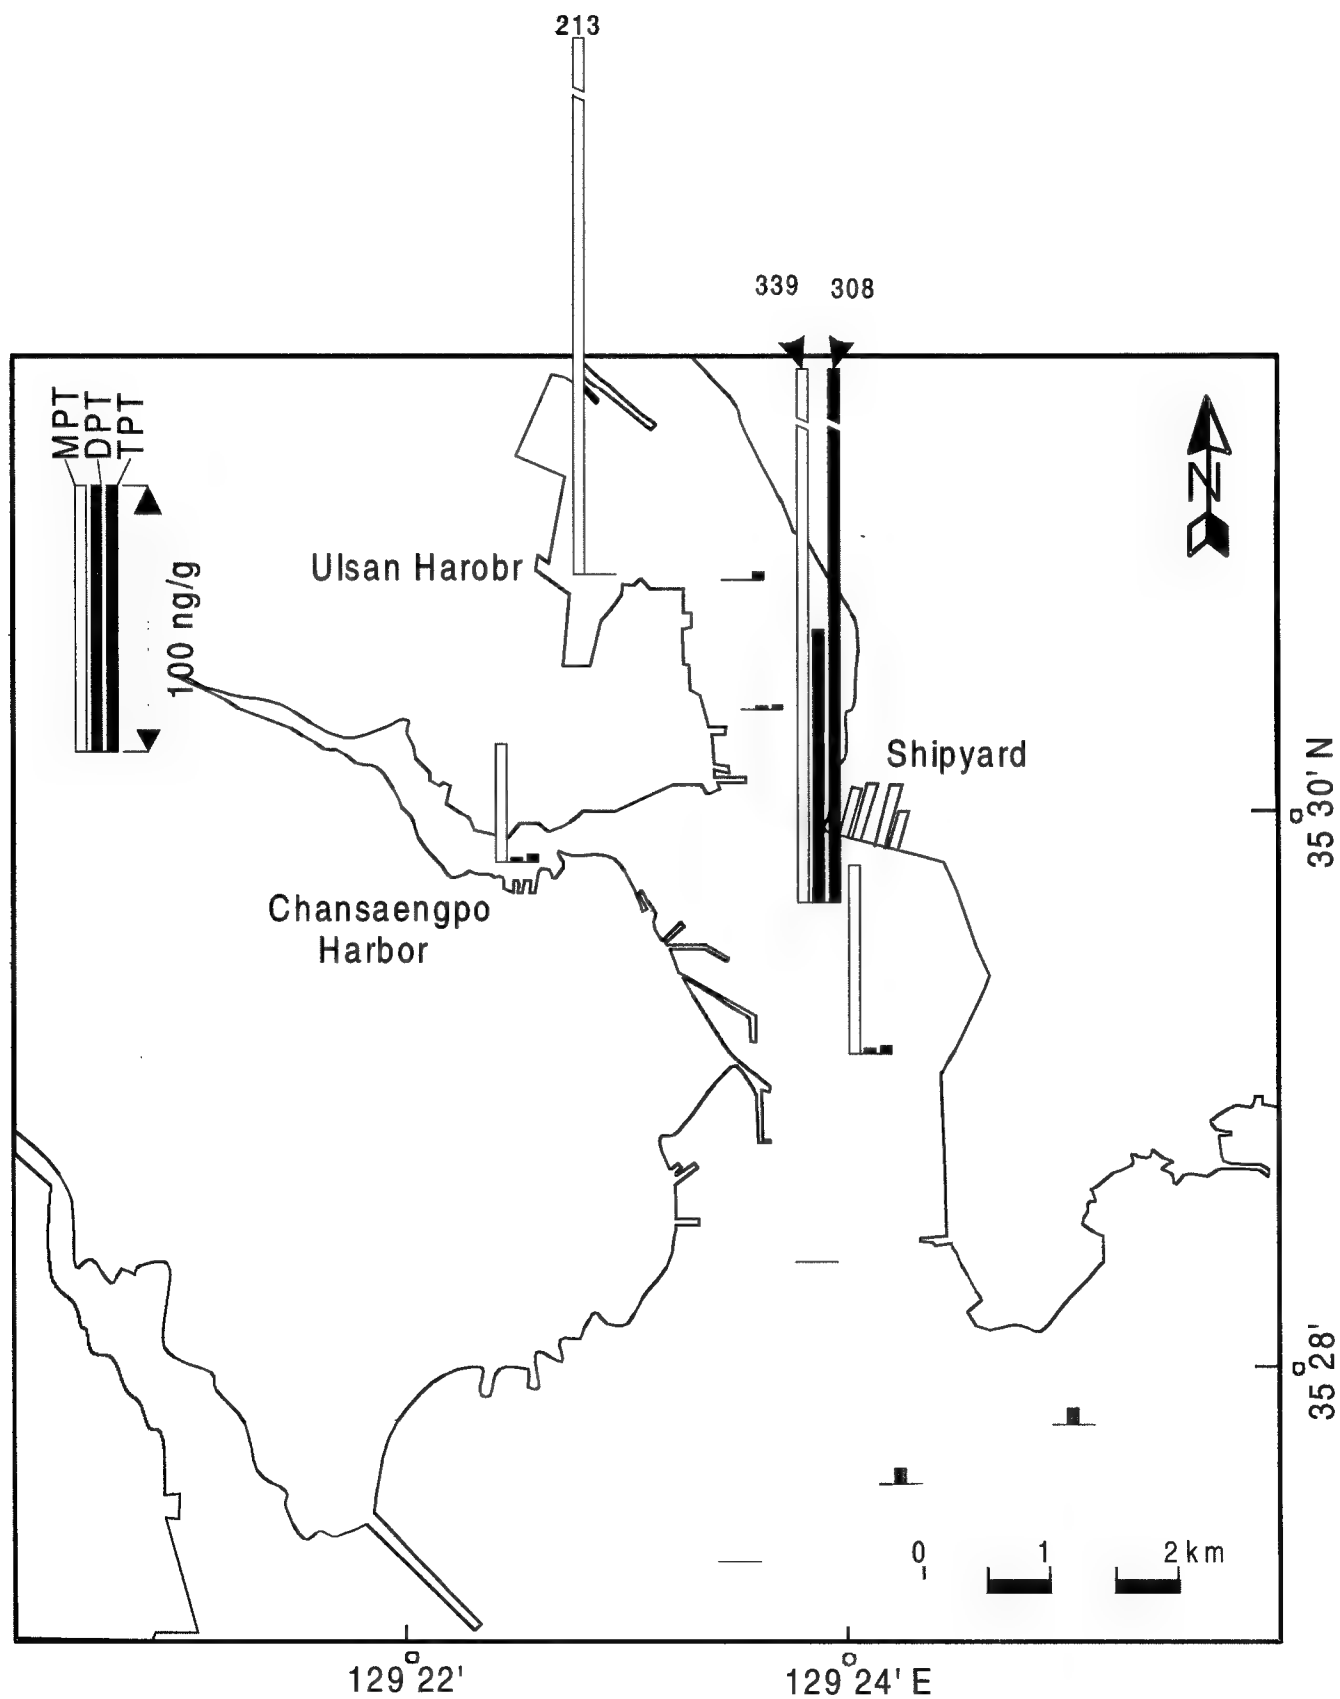 213
339
308
MPT
DPT
TPT
100 ng/g
N
Ulsan Harobr
Shipyard
Chansaengpo
Harbor
35° 30' N
35° 28'
0 1 2 km
129° 22'
129° 24' E